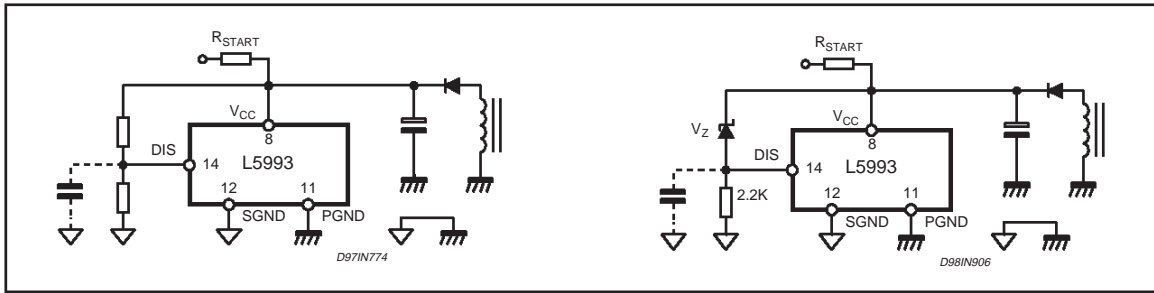 RSTART
VCC
8
DIS
14
L5993
12
11
SGND
PGND
D97IN774
RSTART
VCC
8
VZ
DIS
14
L5993
2.2K
12
11
SGND
PGND
D98IN906